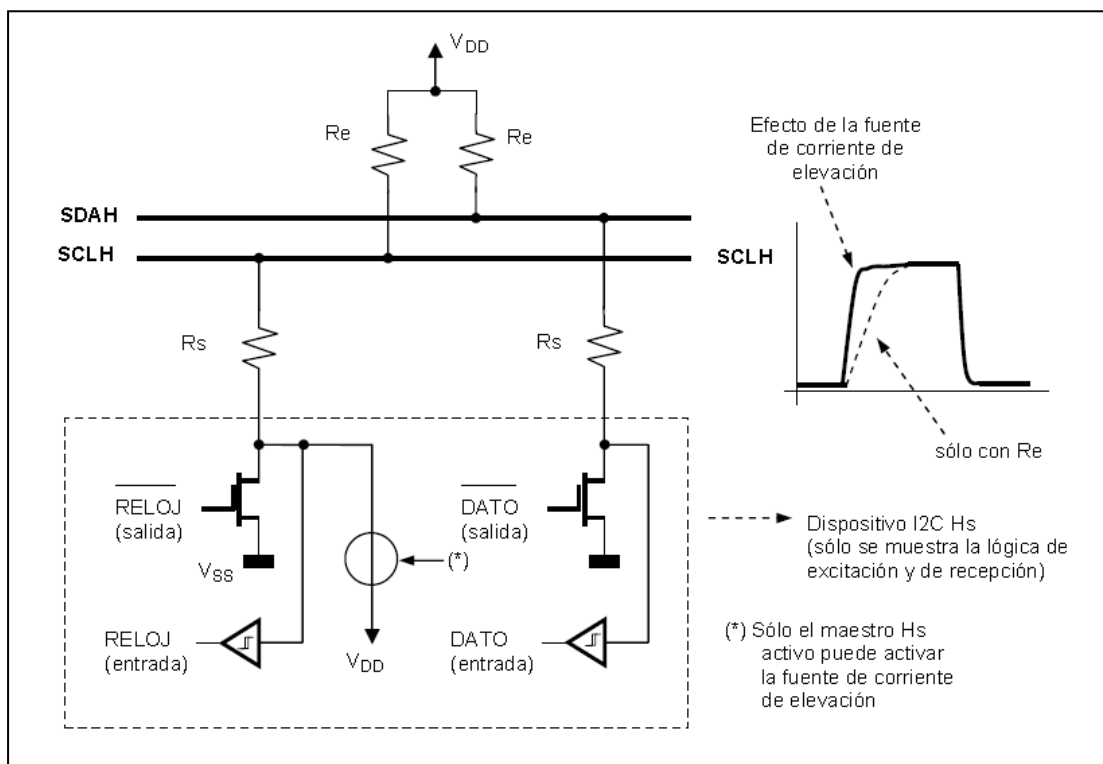 VDD
Re
Re
Efecto de la fuente
de corriente de
elevación
SDAH
SCLH
SCLH
Rs
Rs
sólo con Re
RELOJ
(salida)
DATO
(salida)
VSS
(*)
RELOJ
(entrada)
VDD
DATO
(entrada)
Dispositivo I2C Hs
(sólo se muestra la lógica de
excitación y de recepción)
(*) Sólo el maestro Hs
activo puede activar
la fuente de corriente
de elevación